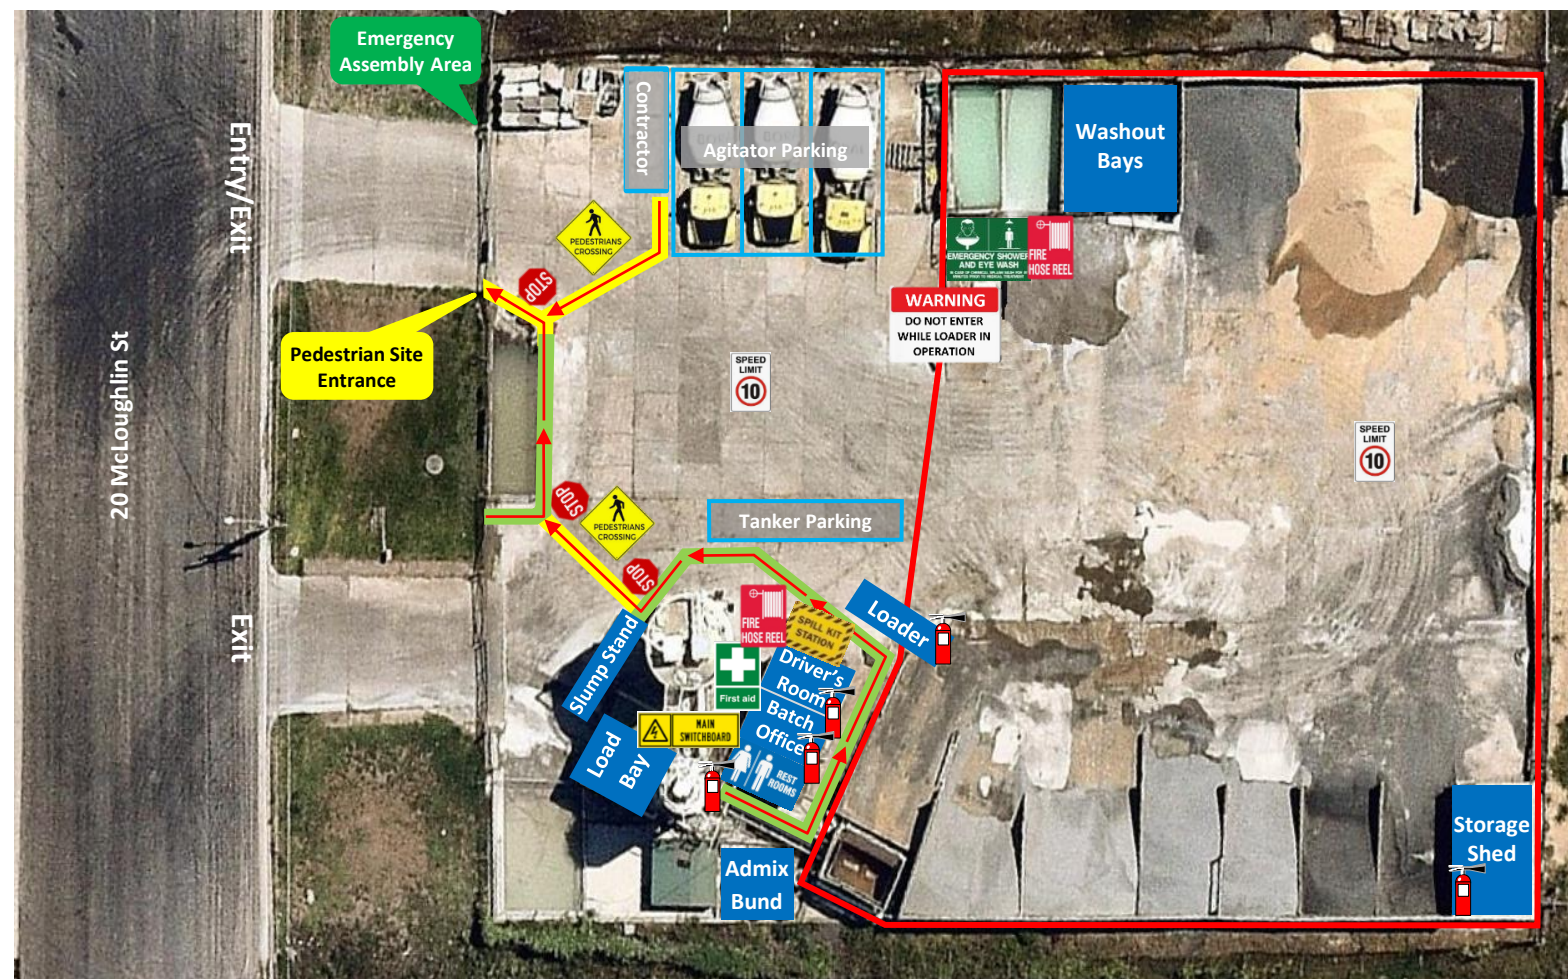 Emergency
Assembly Area
Entry/Exit
Contractor
Agitator Parking
Washout
Bays
PEDESTRIANS
CROSSING
STOP
EMERGENCY SHOWER
AND EYE WASH
FIRE
HOSE REEL
WARNING
DO NOT ENTER
WHILE LOADER IN
OPERATION
Pedestrian Site
Entrance
SPEED
LIMIT
10
SPEED
LIMIT
10
20 McLoughlin St
STOP
PEDESTRIANS
CROSSING
Tanker Parking
STOP
Exit
FIRE
HOSE REEL
SPILL KIT
STATION
Loader
Slump Stand
First aid
Driver's
Room
Batch
Office
MAIN
SWITCHBOARD
Load
Bay
REST
ROOMS
Admix
Bund
Storage
Shed